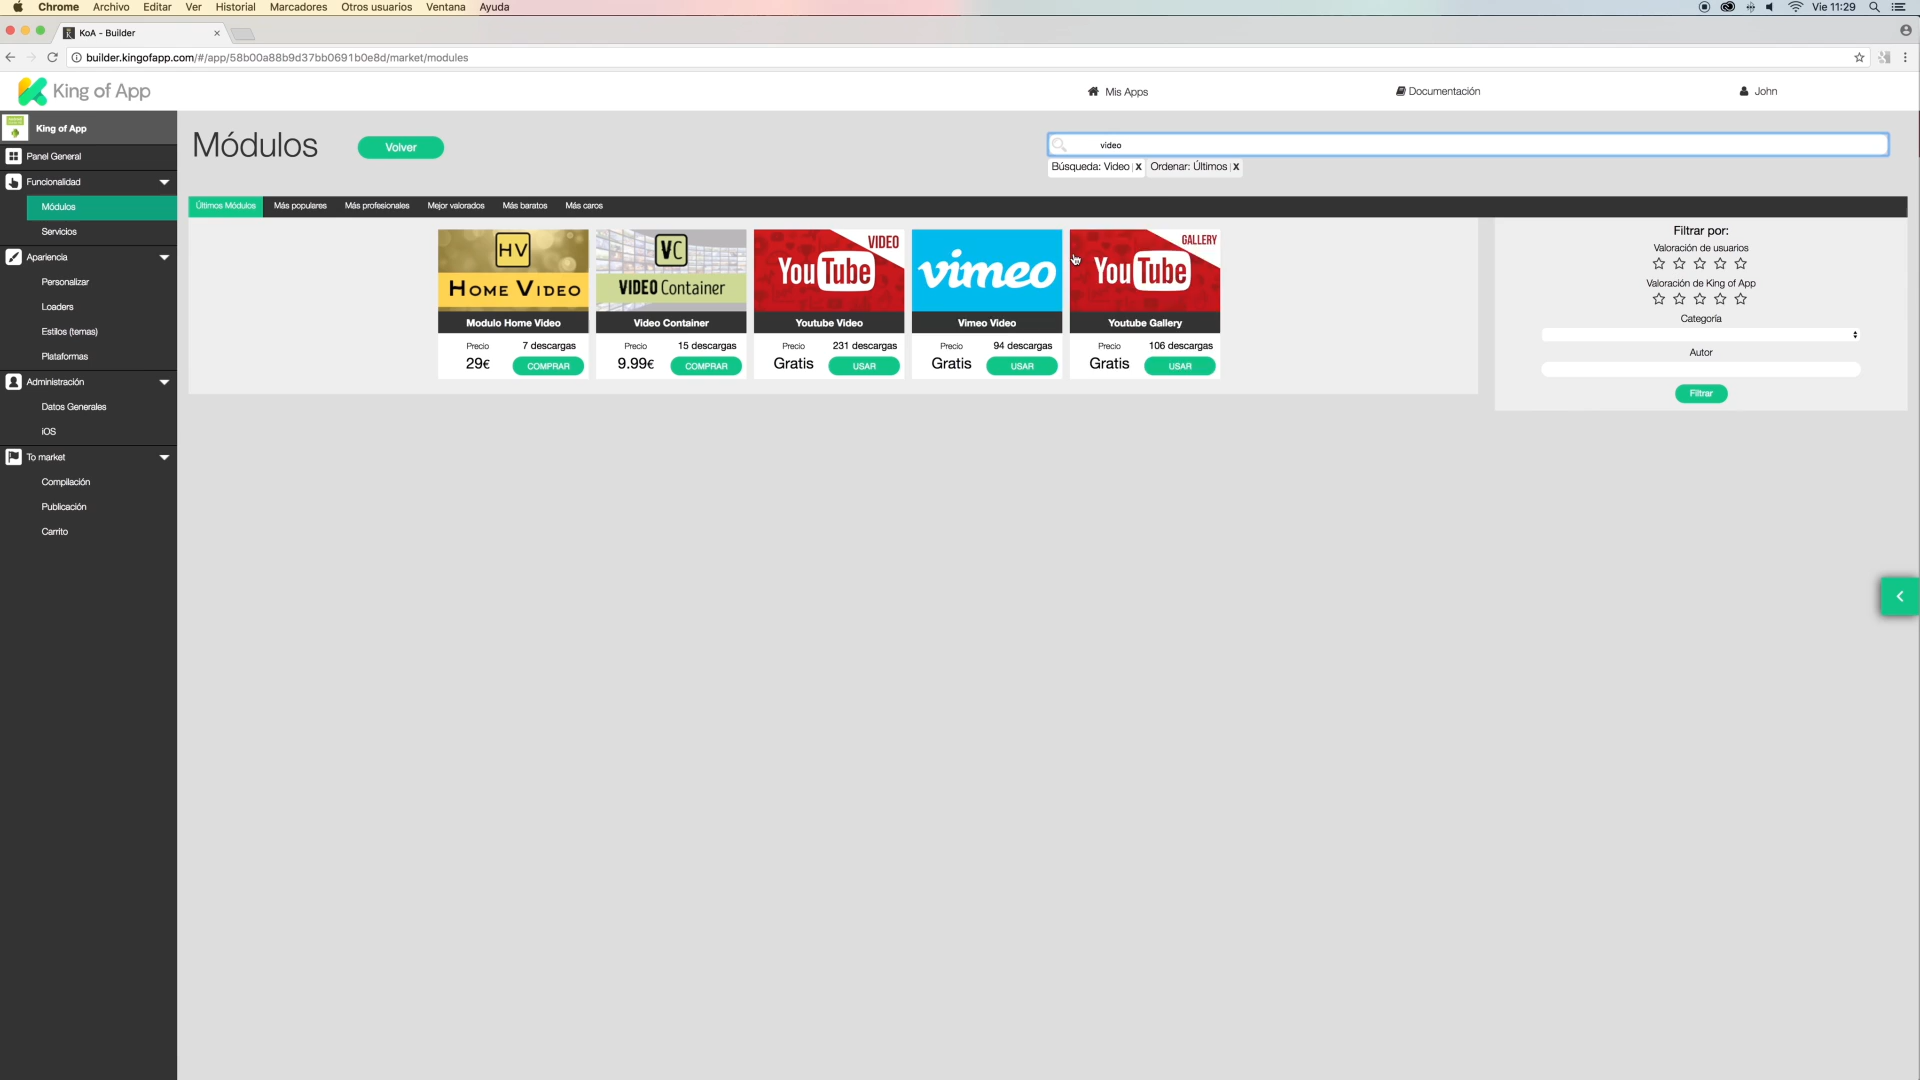 Chrome Archivo Editar Ver Historial Marcadores Otros usuarios Ventana Ayuda Vie 11:29
KoA - Builder
builder.kingofapp.com/#/app/58b00a88b9d37bb0691b0e8d/market/modules
King of App Mis Apps Documentación John
King of App
Panel General
Funcionalidad
Módulos
Servicios
Apariencia
Personalizar
Loaders
Estilos (temas)
Plataformas
Administración
Datos Generales
iOS
To market
Compilación
Publicación
Carrito
Módulos Volver
video
Búsqueda: Video X Ordenar: Últimos X
Últimos Módulos Más populares Más profesionales Mejor valorados Más baratos Más caros
HV
HOME VIDEO
Modulo Home Video
Precio 7 descargas
29€ COMPRAR
VC
VIDEO Container
Video Container
Precio 15 descargas
9.99€ COMPRAR
VIDEO
YouTube
Youtube Video
Precio 231 descargas
Gratis USAR
vimeo
Vimeo Video
Precio 94 descargas
Gratis USAR
GALLERY
YouTube
Youtube Gallery
Precio 106 descargas
Gratis USAR
Filtrar por:
Valoración de usuarios
Valoración de King of App
Categoría
Autor
Filtrar